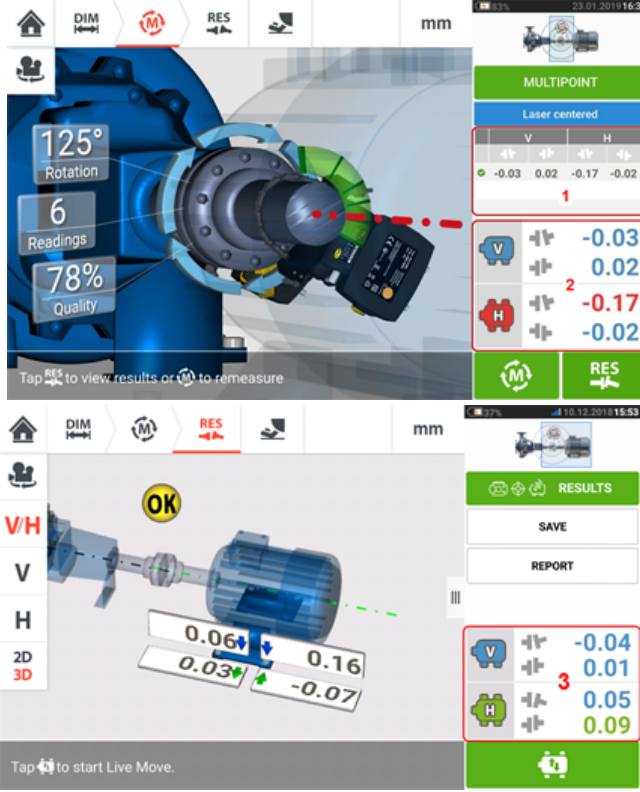 DIM
M
RES
mm
83%
23.01.2019 16:3
MULTIPOINT
Laser centered
V H
-0.03 0.02 -0.17 -0.02
1
125°
Rotation
6
Readings
78%
Quality
V
-0.03
0.02
2
H
-0.17
-0.02
Tap RES to view results or M to remeasure
M
RES
DIM
M
RES
mm
37%
10.12.2018 15:53
RESULTS
SAVE
REPORT
OK
V/H
V
H
2D
3D
0.06
0.16
0.03
-0.07
V
-0.04
0.01
3
H
0.05
0.09
Tap to start Live Move.